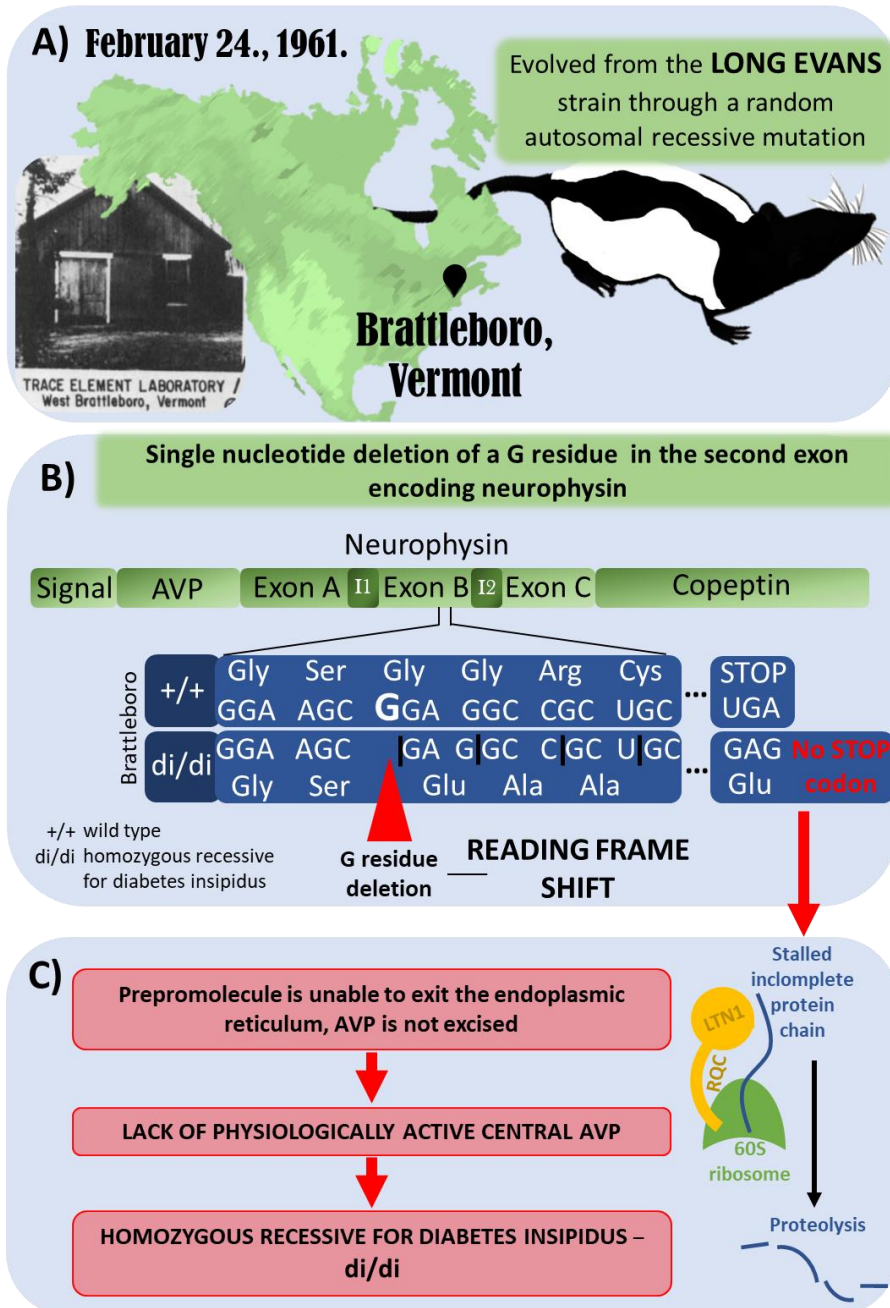 A) February 24., 1961.
Evolved from the LONG EVANS
strain through a random
autosomal recessive mutation
TRACE ELEMENT LABORATORY
West Brattleboro, Vermont
Brattleboro,
Vermont
B)
Single nucleotide deletion of a G residue in the second exon
encoding neurophysin
Neurophysin
Signal AVP Exon A I1 Exon B I2 Exon C Copeptin
Brattleboro
+/+
Gly Ser Gly Gly Arg Cys ... STOP
GGA AGC GGA GGC CGC UGC UGA
di/di
GGA AGC |GA G|GC C|GC U|GC ... GAG No STOP
Gly Ser Glu Ala Ala Glu codon
+/+ wild type
di/di homozygous recessive
for diabetes insipidus
G residue
deletion
READING FRAME
SHIFT
C)
Prepromolecule is unable to exit the endoplasmic
reticulum, AVP is not excised
LACK OF PHYSIOLOGICALLY ACTIVE CENTRAL AVP
HOMOZYGOUS RECESSIVE FOR DIABETES INSIPIDUS –
di/di
Stalled
inclomplete
protein
chain
LTN1
RQC
60S
ribosome
Proteolysis